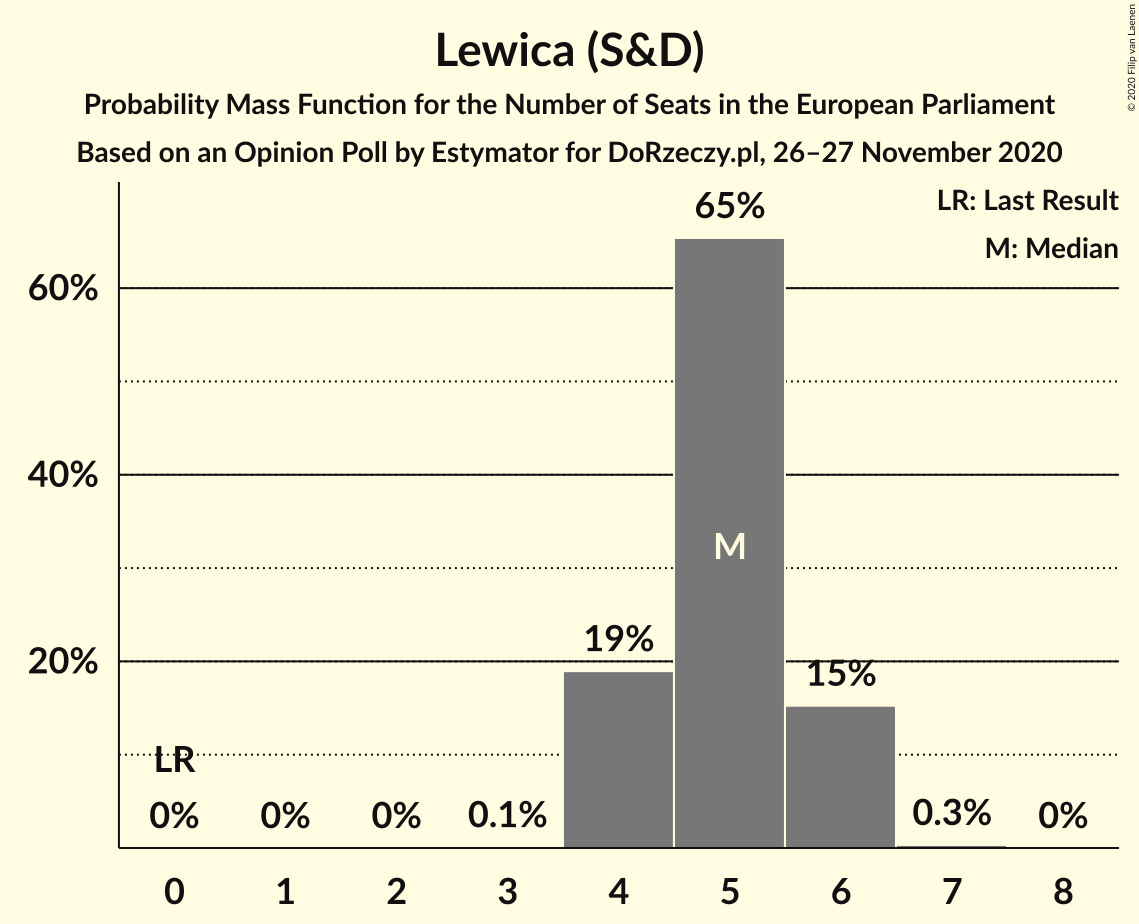 Lewica (S&D)
Probability Mass Function for the Number of Seats in the European Parliament
Based on an Opinion Poll by Estymator for DoRzeczy.pl, 26–27 November 2020
© 2020 Filip van Laenen
LR: Last Result
M: Median
65%
60%
40%
M
19%
20%
15%
LR
0%
0%
0%
0.1%
0.3%
0%
0
1
2
3
4
5
6
7
8